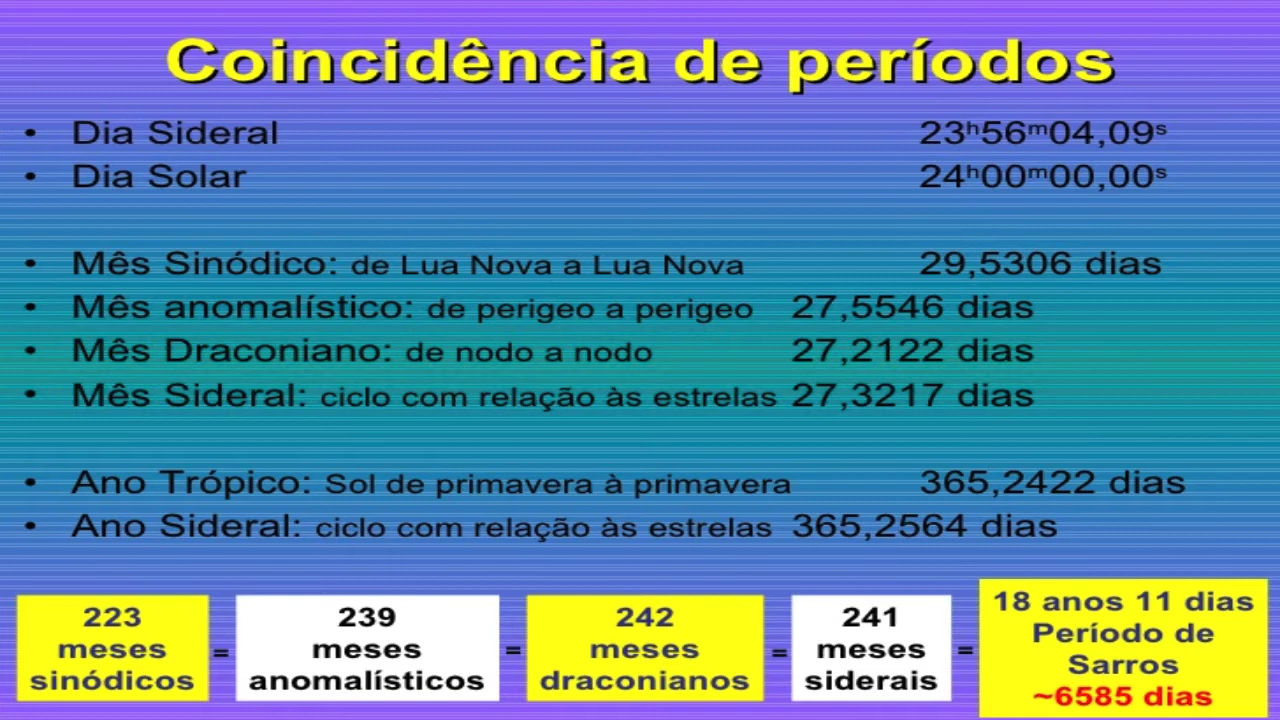 Coincidência de períodos
• Dia Sideral 23ʰ56ᵐ04,09ˢ
• Dia Solar 24ʰ00ᵐ00,00ˢ
• Mês Sinódico: de Lua Nova a Lua Nova 29,5306 dias
• Mês anomalístico: de perigeo a perigeo 27,5546 dias
• Mês Draconiano: de nodo a nodo 27,2122 dias
• Mês Sideral: ciclo com relação às estrelas 27,3217 dias
• Ano Trópico: Sol de primavera à primavera 365,2422 dias
• Ano Sideral: ciclo com relação às estrelas 365,2564 dias
223
meses
sinódicos
=
239
meses
anomalísticos
=
242
meses
draconianos
=
241
meses
siderais
=
18 anos 11 dias
Período de
Sarros
~6585 dias